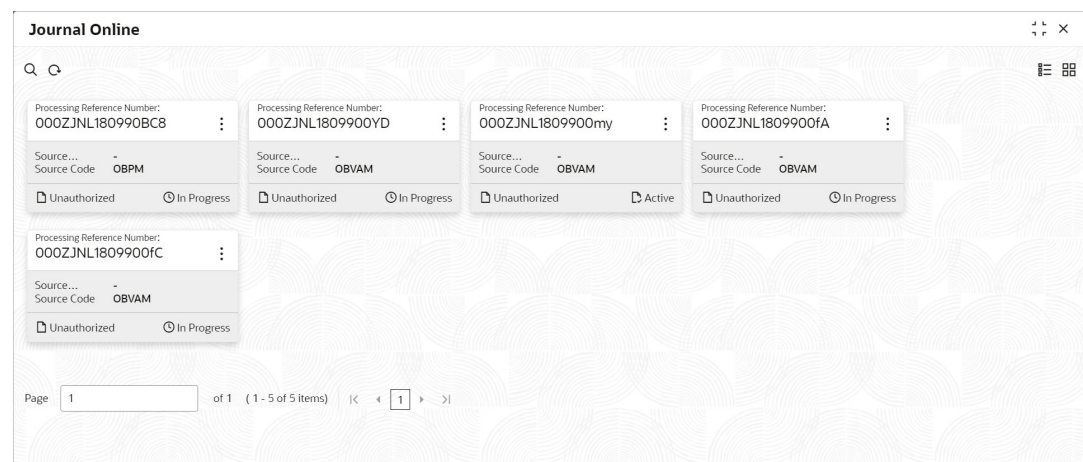 Journal Online
Processing Reference Number:
000ZJNL180990BC8
Source... -
Source Code OBPM
Unauthorized In Progress
Processing Reference Number:
000ZJNL1809900YD
Source... -
Source Code OBVAM
Unauthorized In Progress
Processing Reference Number:
000ZJNL1809900my
Source... -
Source Code OBVAM
Unauthorized Active
Processing Reference Number:
000ZJNL1809900fA
Source... -
Source Code OBVAM
Unauthorized In Progress
Processing Reference Number:
000ZJNL1809900fC
Source... -
Source Code OBVAM
Unauthorized In Progress
Page 1 of 1 ( 1 - 5 of 5 items) 1